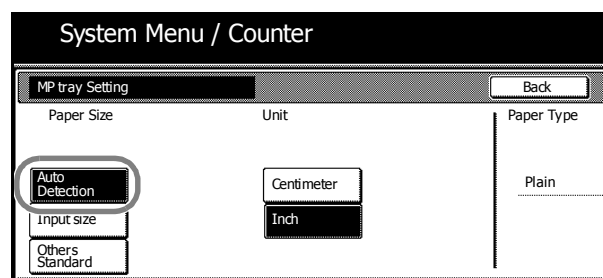 System Menu / Counter
MP tray Setting
Back
Paper Size
Unit
Paper Type
Auto
Detection
Centimeter
Plain
Input size
Inch
Others
Standard